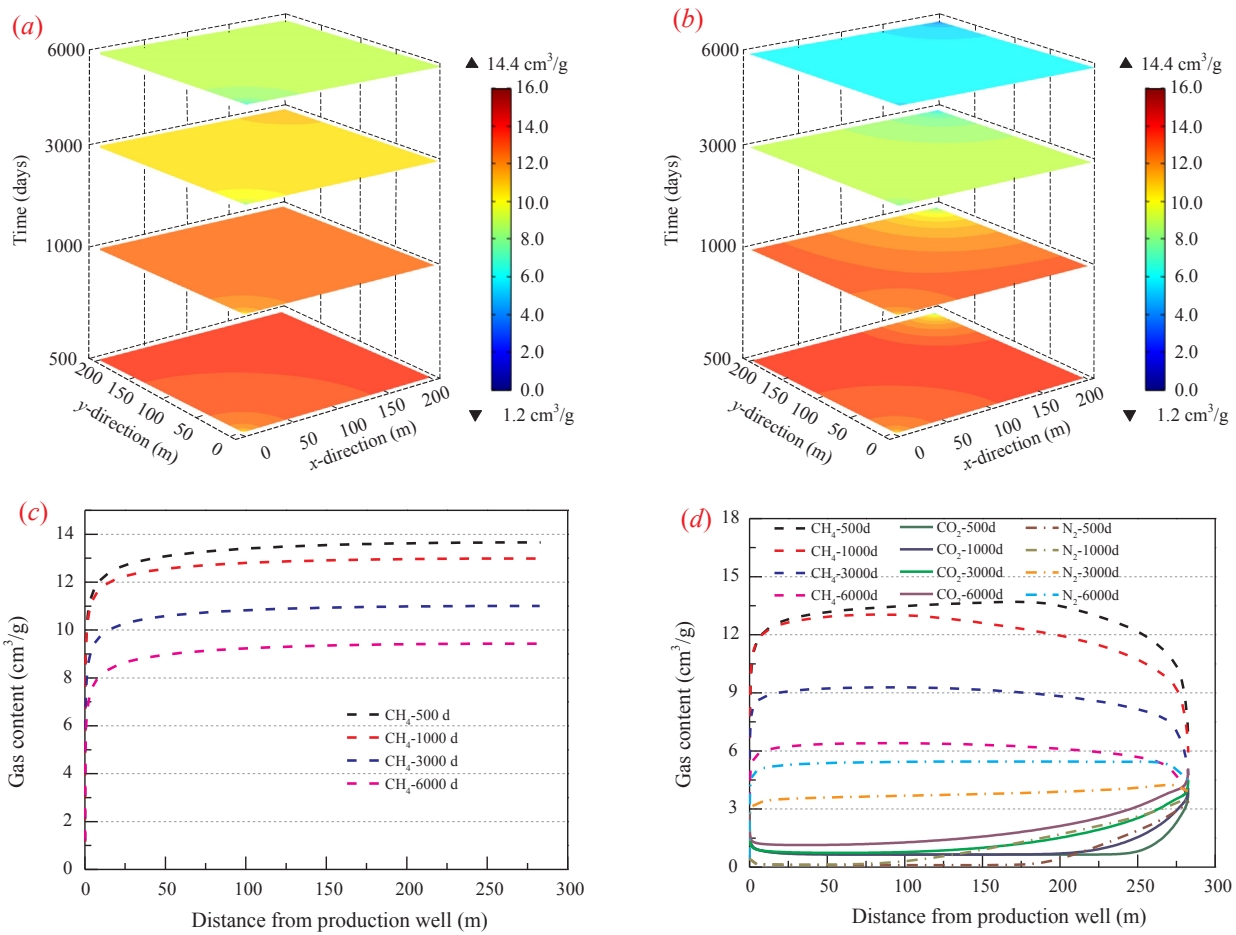 (a)
6000
3000
1000
500
Time (days)
200
150
100
50
0
y-direction (m)
0
50
100
150
200
x-direction (m)
▲ 14.4 cm³/g
16.0
14.0
12.0
10.0
8.0
6.0
4.0
2.0
0.0
▼ 1.2 cm³/g
(b)
6000
3000
1000
500
Time (days)
200
150
100
50
0
y-direction (m)
0
50
100
150
200
x-direction (m)
▲ 14.4 cm³/g
16.0
14.0
12.0
10.0
8.0
6.0
4.0
2.0
0.0
▼ 1.2 cm³/g
(c)
14
12
10
8
6
4
2
0
Gas content (cm³/g)
CH₄-500 d
CH₄-1000 d
CH₄-3000 d
CH₄-6000 d
0 50 100 150 200 250 300
Distance from production well (m)
(d)
18
15
12
9
6
3
0
Gas content (cm³/g)
CH₄-500d CO₂-500d N₂-500d
CH₄-1000d CO₂-1000d N₂-1000d
CH₄-3000d CO₂-3000d N₂-3000d
CH₄-6000d CO₂-6000d N₂-6000d
0 50 100 150 200 250 300
Distance from production well (m)